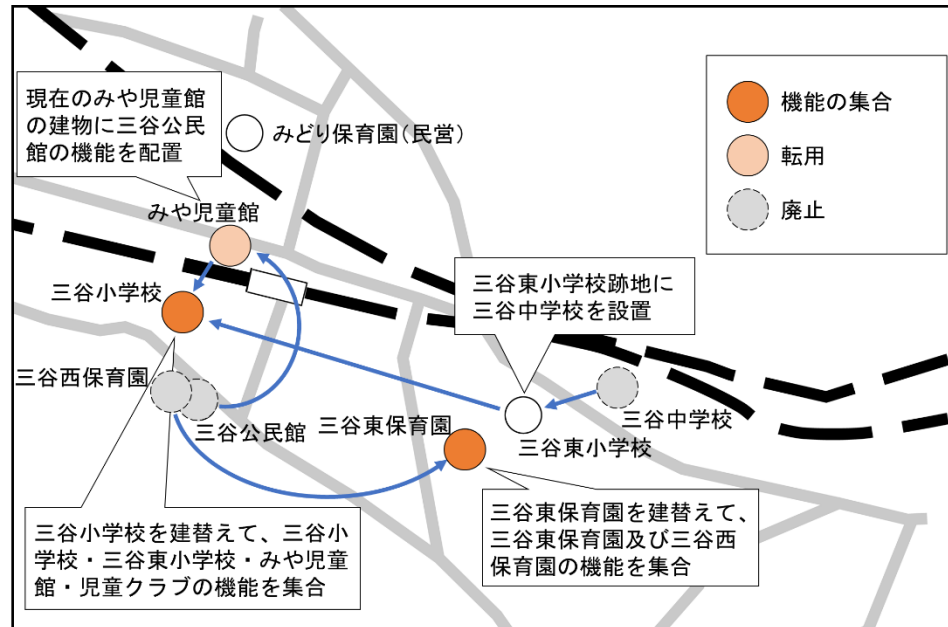 現在のみや児童館
の建物に三谷公民
館の機能を配置
みどり保育園(民営)
機能の集合
転用
廃止
みや児童館
三谷小学校
三谷東小学校跡地に
三谷中学校を設置
三谷西保育園
三谷公民館
三谷東保育園
三谷東小学校
三谷中学校
三谷小学校を建替えて、三谷小
学校・三谷東小学校・みや児童
館・児童クラブの機能を集合
三谷東保育園を建替えて、
三谷東保育園及び三谷西
保育園の機能を集合